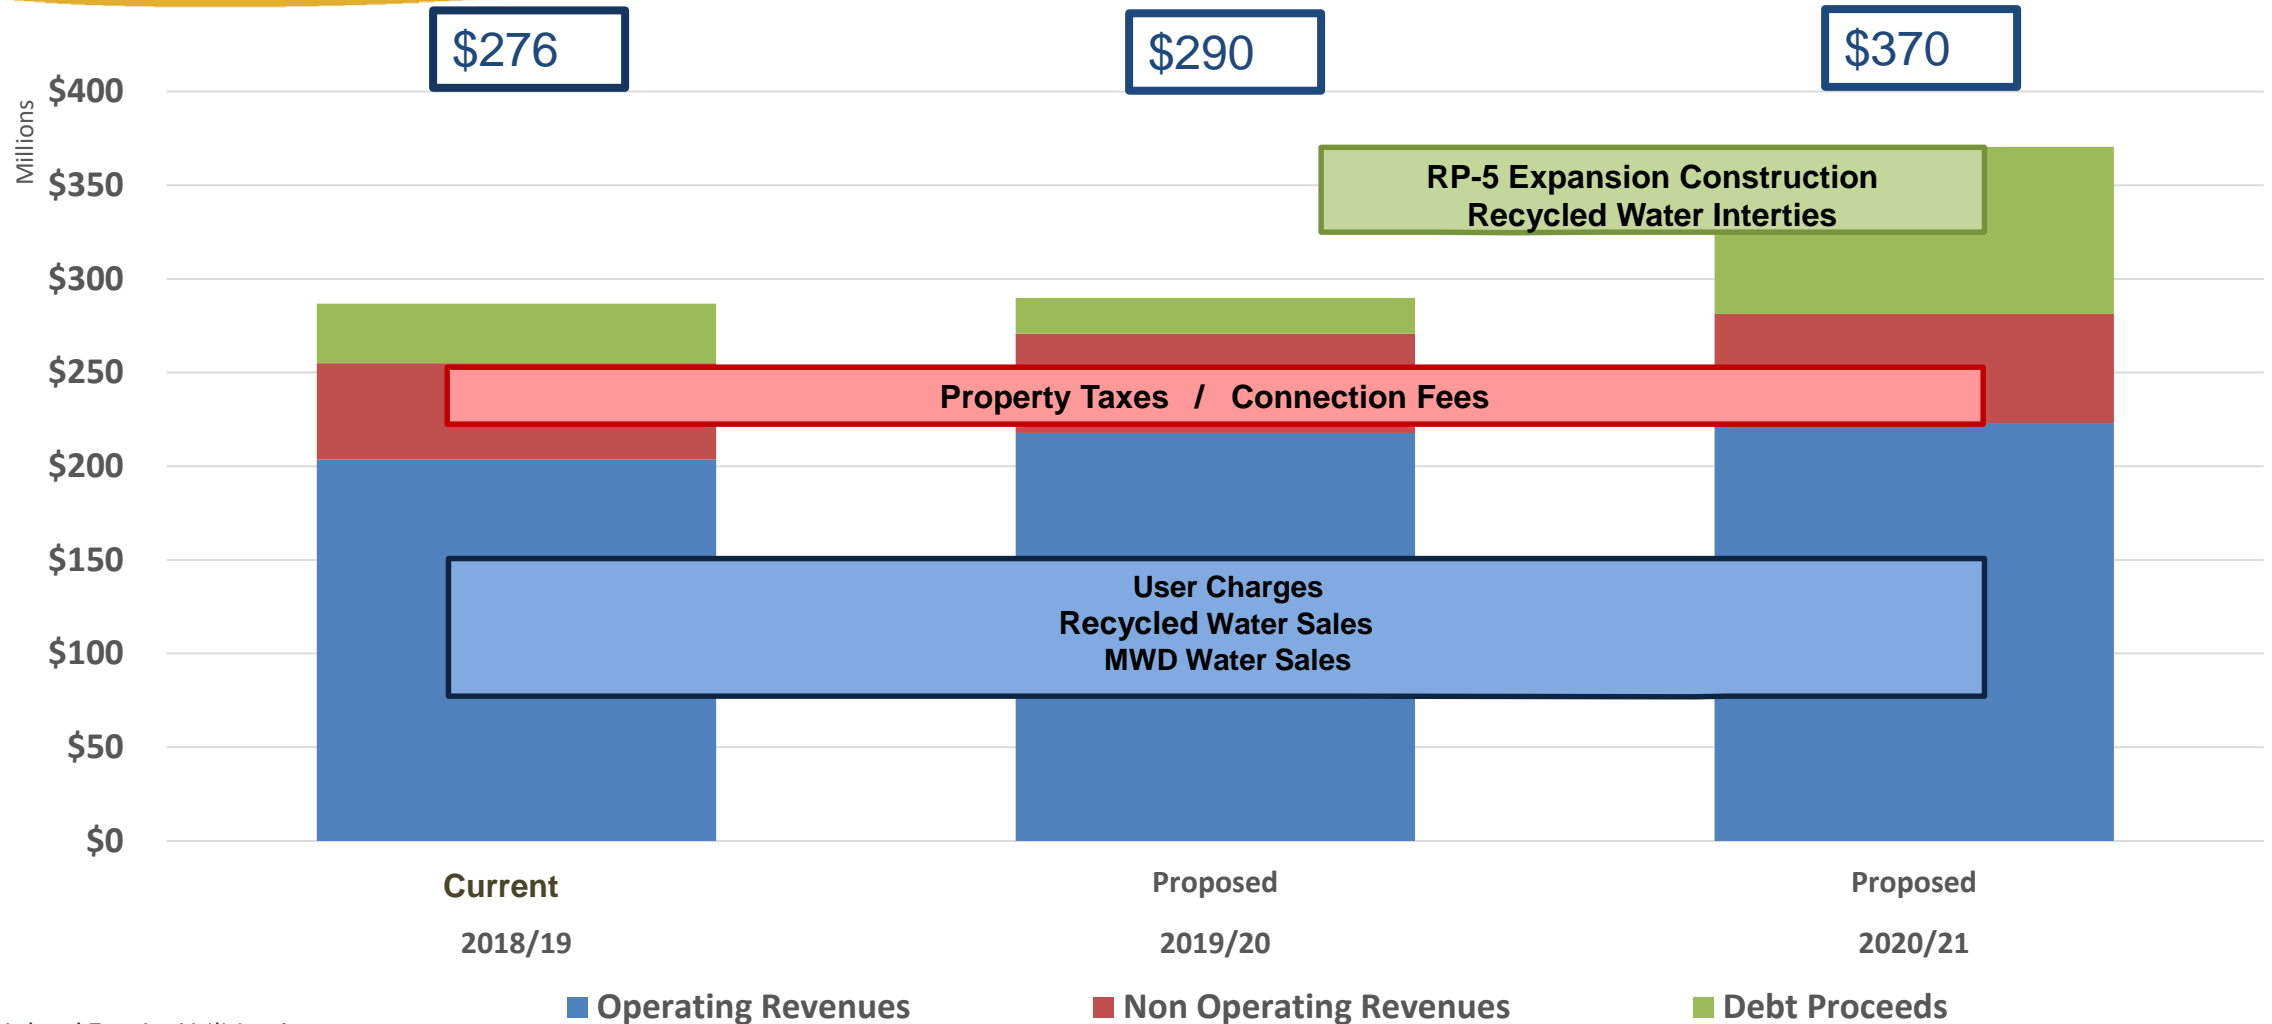 $276
$290
$370
Millions
$400
$350
$300
$250
$200
$150
$100
$50
$0
RP-5 Expansion Construction
Recycled Water Interties
Property Taxes / Connection Fees
User Charges
Recycled Water Sales
MWD Water Sales
Current
Proposed
Proposed
2018/19
2019/20
2020/21
Operating Revenues
Non Operating Revenues
Debt Proceeds